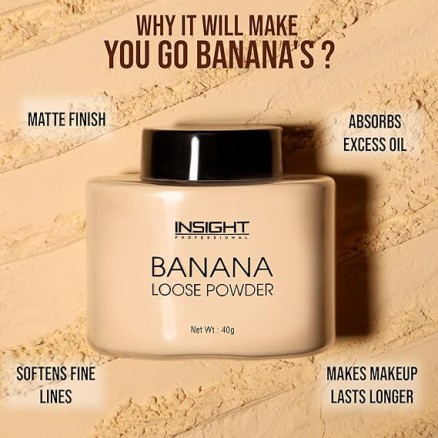 WHY IT WILL MAKE
YOU GO BANANA'S ?
MATTE FINISH
ABSORBS
EXCESS OIL
INSIGHT
PROFESSIONAL
BANANA
LOOSE POWDER
Net Wt : 40g
SOFTENS FINE
LINES
MAKES MAKEUP
LASTS LONGER